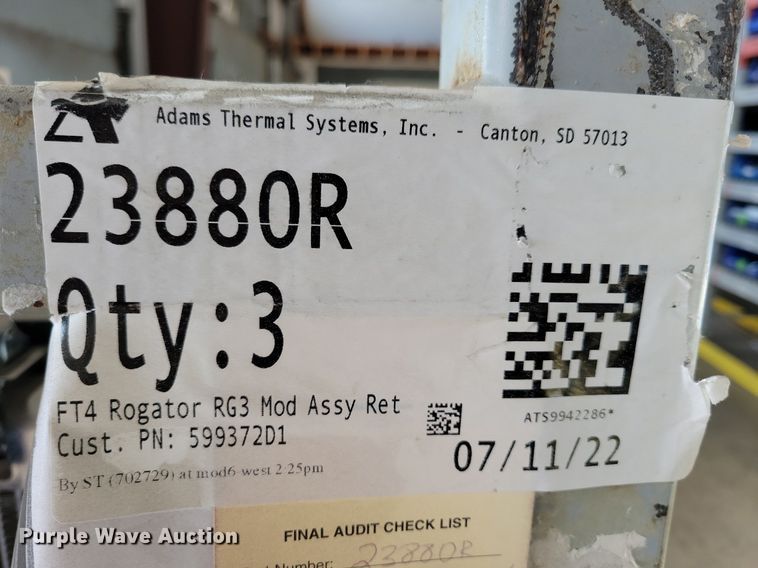 Adams Thermal Systems, Inc. - Canton, SD 57013
23880R
Qty:3
FT4 Rogator RG3 Mod Assy Ret
Cust. PN: 599372D1
ATS9942286*
07/11/22
By ST (702729) at mod6 west 2:25pm
FINAL AUDIT CHECK LIST
Number: 23880R
Purple Wave Auction